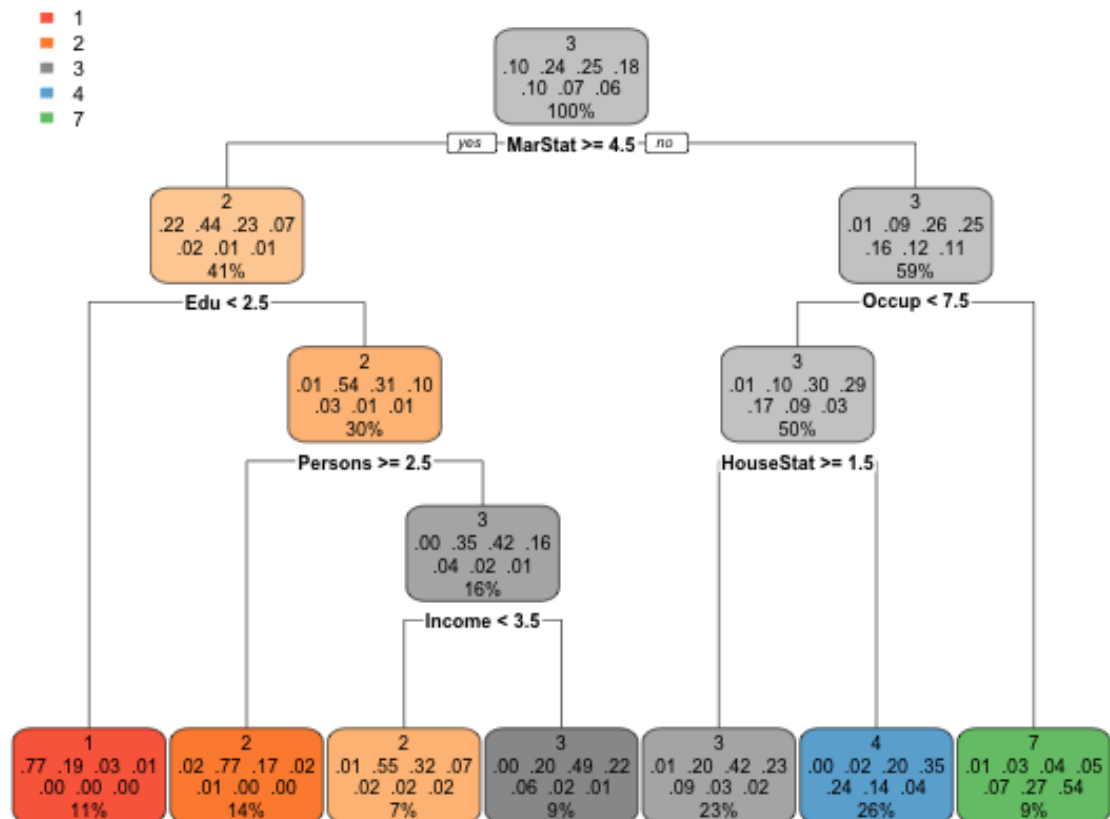 1
2
3
4
7
3
.10 .24 .25 .18
.10 .07 .06
100%
yes MarStat >= 4.5 no
2
.22 .44 .23 .07
.02 .01 .01
41%
3
.01 .09 .26 .25
.16 .12 .11
59%
Edu < 2.5
Occup < 7.5
2
.01 .54 .31 .10
.03 .01 .01
30%
3
.01 .10 .30 .29
.17 .09 .03
50%
Persons >= 2.5
HouseStat >= 1.5
3
.00 .35 .42 .16
.04 .02 .01
16%
Income < 3.5
1
.77 .19 .03 .01
.00 .00 .00
11%
2
.02 .77 .17 .02
.01 .00 .00
14%
2
.01 .55 .32 .07
.02 .02 .02
7%
3
.00 .20 .49 .22
.06 .02 .01
9%
3
.01 .20 .42 .23
.09 .03 .02
23%
4
.00 .02 .20 .35
.24 .14 .04
26%
7
.01 .03 .04 .05
.07 .27 .54
9%